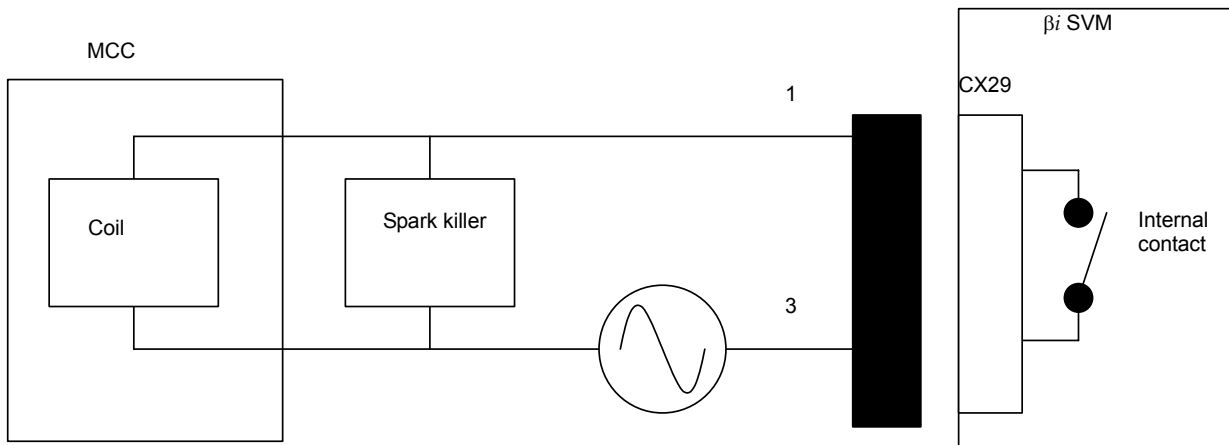 βi SVM
MCC
CX29
1
Coil
Spark killer
Internal
contact
3